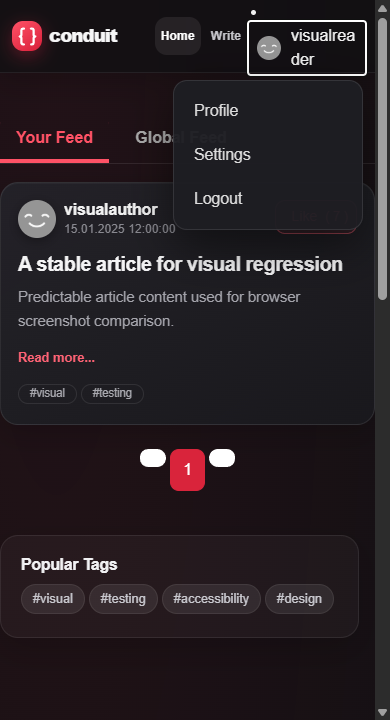 { } conduit
Home
Write
visualrea
der
Profile
Settings
Logout
Your Feed
Global Feed
visualauthor
15.01.2025 12:00:00
A stable article for visual regression
Predictable article content used for browser
screenshot comparison.
Read more...
#visual
#testing
1
Popular Tags
#visual
#testing
#accessibility
#design